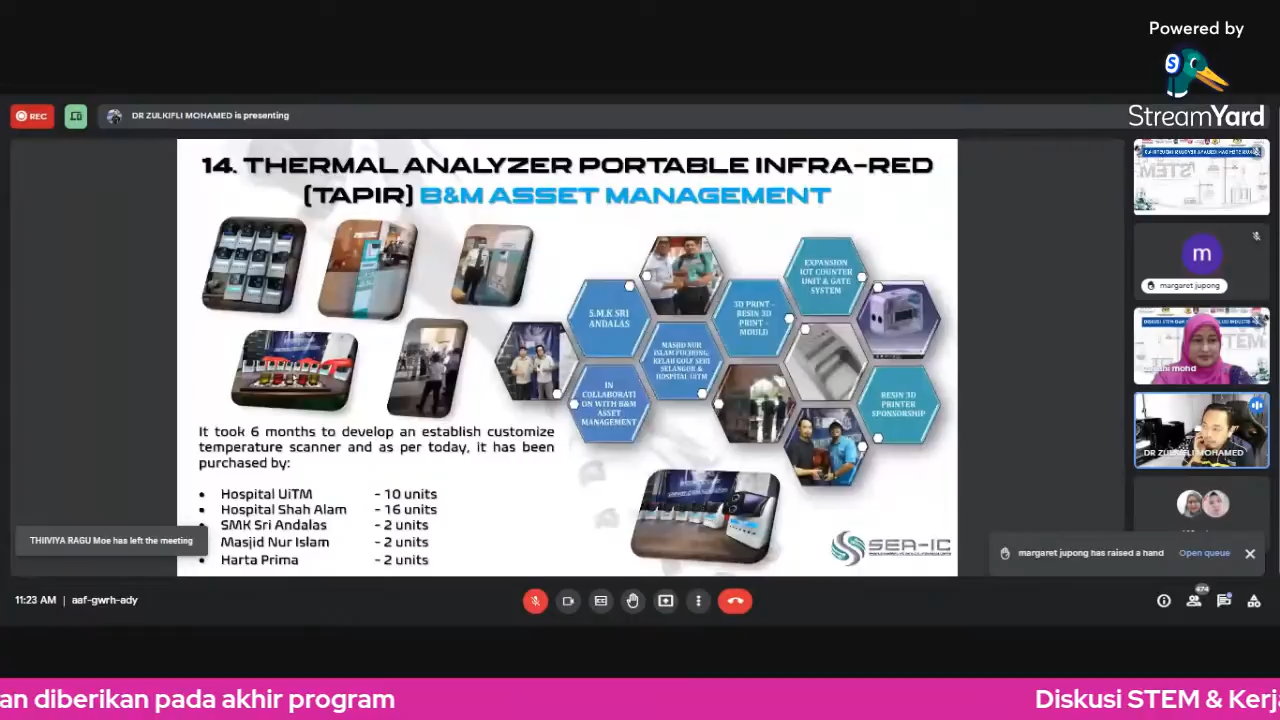 Powered by
StreamYard
REC
DR ZULKIFLI MOHAMED is presenting
14. THERMAL ANALYZER PORTABLE INFRA-RED
(TAPIR) B&M ASSET MANAGEMENT
S.M.K SRI
ANDALAS
IN
COLLABORATI
ON WITH B&M
ASSET
MANAGEMENT
MASJID NUR
ISLAM PUCHONG,
KELAB GOLF SERI
SELANGOR &
HOSPITAL UITM
3D PRINT -
RESIN 3D
PRINT -
MOULD
EXPANSION
IOT COUNTER
UNIT & GATE
SYSTEM
RESIN 3D
PRINTER
SPONSORSHIP
It took 6 months to develop an establish customize
temperature scanner and as per today, it has been
purchased by:
• Hospital UiTM - 10 units
• Hospital Shah Alam - 16 units
• SMK Sri Andalas - 2 units
Masjid Nur Islam - 2 units
• Harta Prima - 2 units
SEA-IC
THIIVIYA RAGU Moe has left the meeting
m
margaret jupong
mohd
DR ZULKIFLI MOHAMED
margaret jupong has raised a hand
Open queue
11:23 AM | aaf-gwrh-ady
674
an diberikan pada akhir program
Diskusi STEM & Kerja